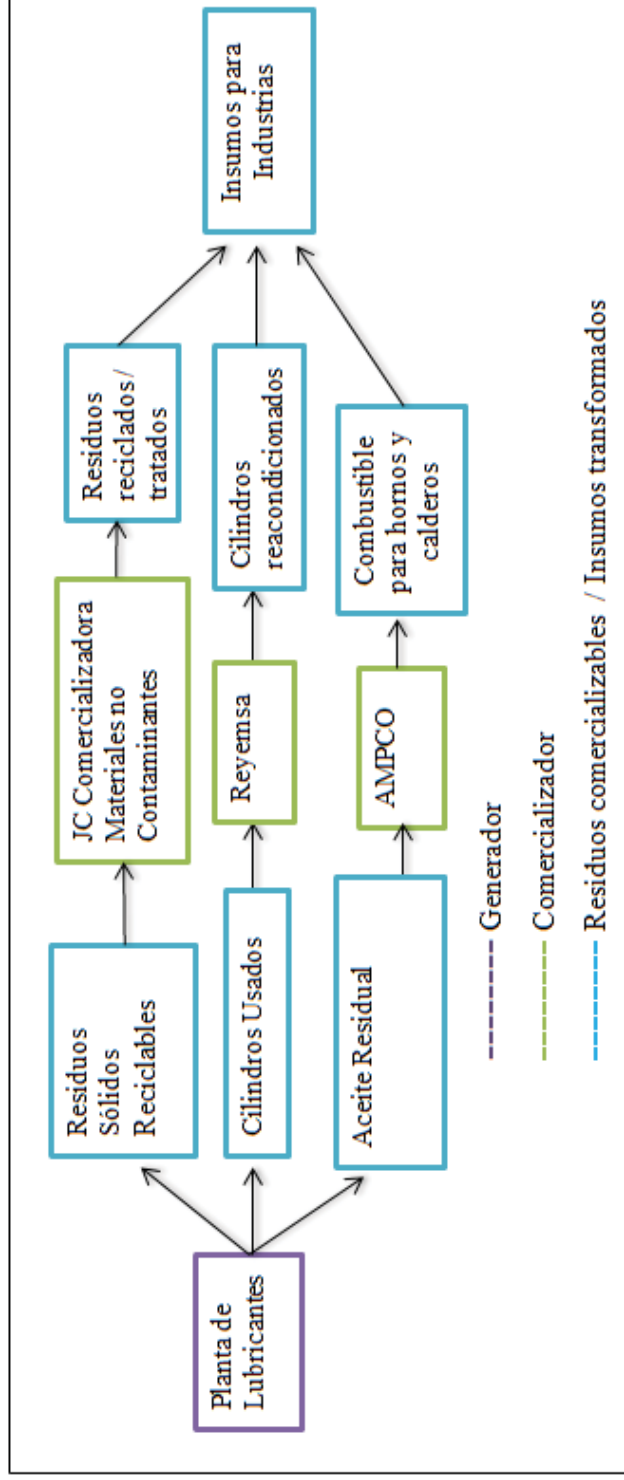 Planta de
Lubricantes
Residuos
Sólidos
Reciclables
JC Comercializadora
Materiales no
Contaminantes
Residuos
reciclados/
tratados
Cilindros Usados
Reyemsa
Cilindros
reacondicionados
Insumos para
Industrias
Aceite Residual
AMPCO
Combustible
para hornos y
calderos
Generador
Comercializador
Residuos comercializables / Insumos transformados